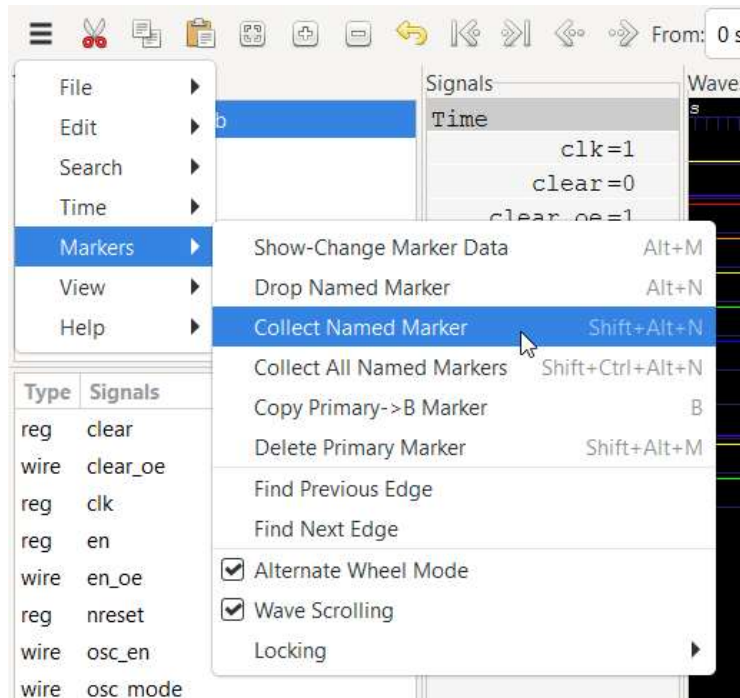 From: 0 s
File
Edit
Search
Time
Markers
View
Help
Signals
Time
clk=1
clear=0
clear_oe=1
Waves
s
Show-Change Marker Data Alt+M
Drop Named Marker Alt+N
Collect Named Marker Shift+Alt+N
Collect All Named Markers Shift+Ctrl+Alt+N
Copy Primary->B Marker B
Delete Primary Marker Shift+Alt+M
Find Previous Edge
Find Next Edge
Alternate Wheel Mode
Wave Scrolling
Locking
Type Signals
reg clear
wire clear_oe
reg clk
reg en
wire en_oe
reg nreset
wire osc_en
wire osc_mode